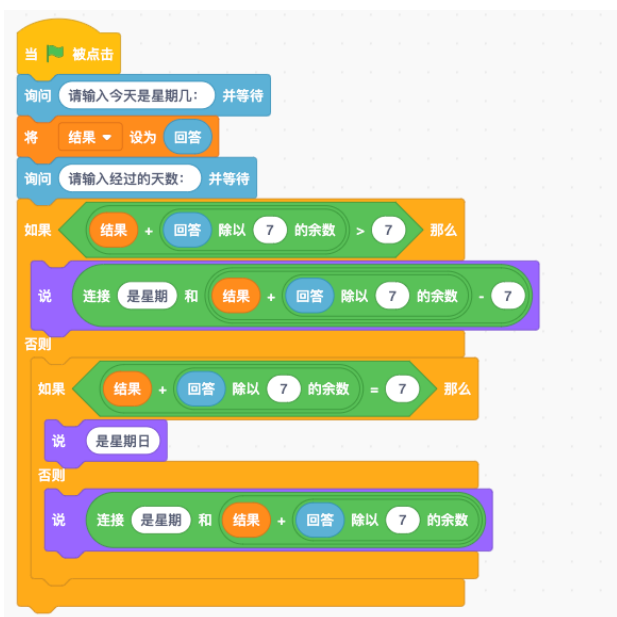 当 被点击
询问 请输入今天是星期几： 并等待
将 结果 设为 回答
询问 请输入经过的天数： 并等待
如果 结果 + 回答 除以 7 的余数 > 7 那么
说 连接 是星期 和 结果 + 回答 除以 7 的余数 - 7
否则
如果 结果 + 回答 除以 7 的余数 = 7 那么
说 是星期日
否则
说 连接 是星期 和 结果 + 回答 除以 7 的余数